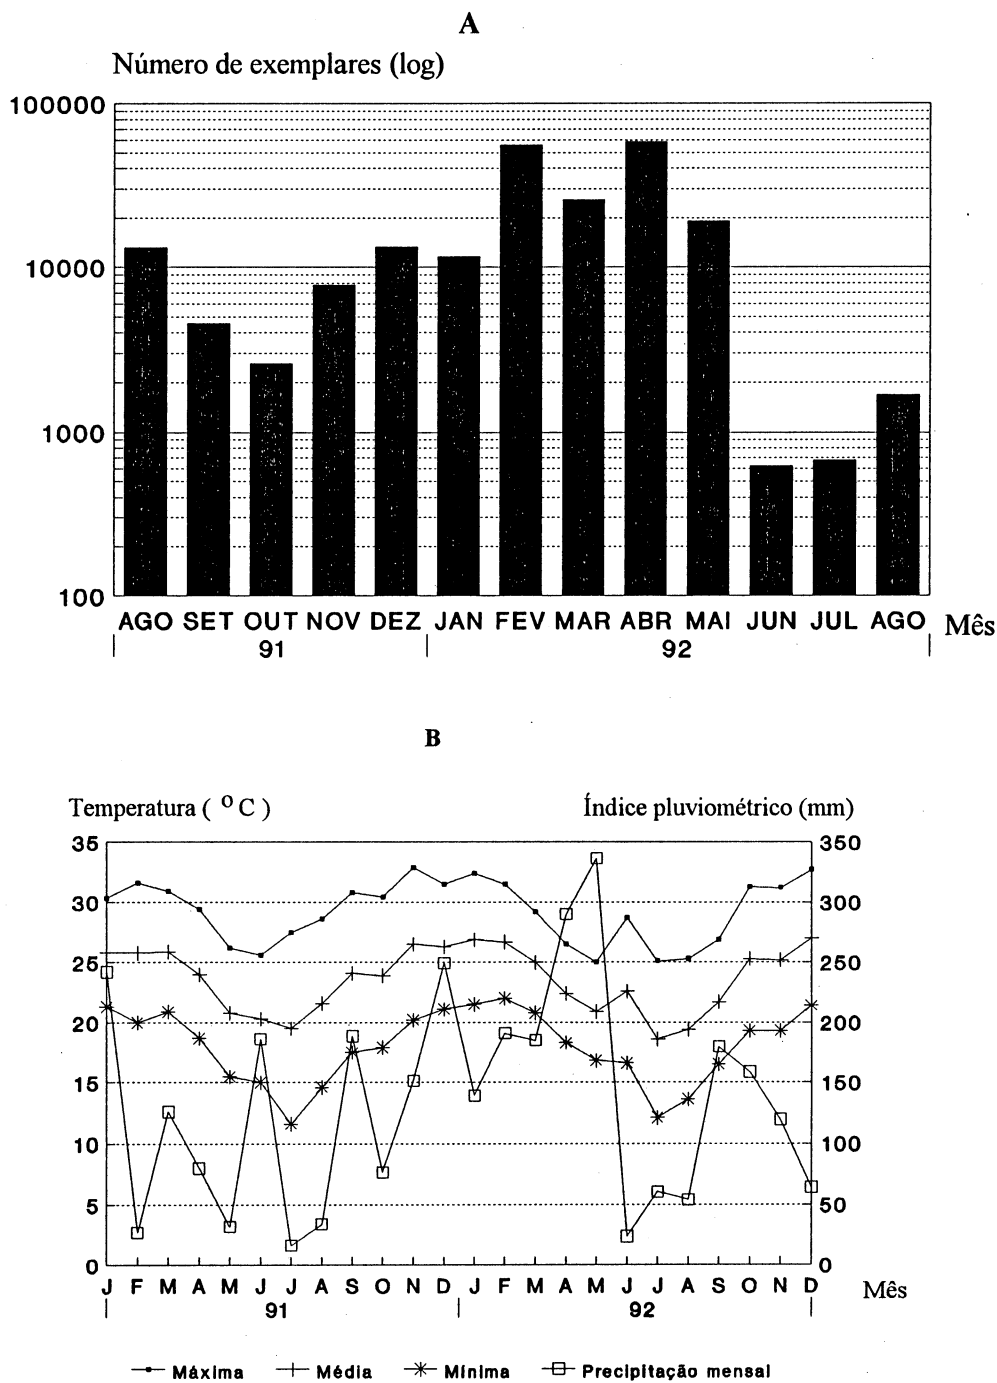 A
Número de exemplares (log)
100000
10000
1000
100
AGO SET OUT NOV DEZ JAN FEV MAR ABR MAI JUN JUL AGO Mês
91 92
B
Temperatura ( °C ) Índice pluviométrico (mm)
35 350
30 300
25 250
20 200
15 150
10 100
5 50
0 0
J F M A M J J A S O N D J F M A M J J A S O N D Mês
91 92
Máxima Média Mínima Precipitação mensal